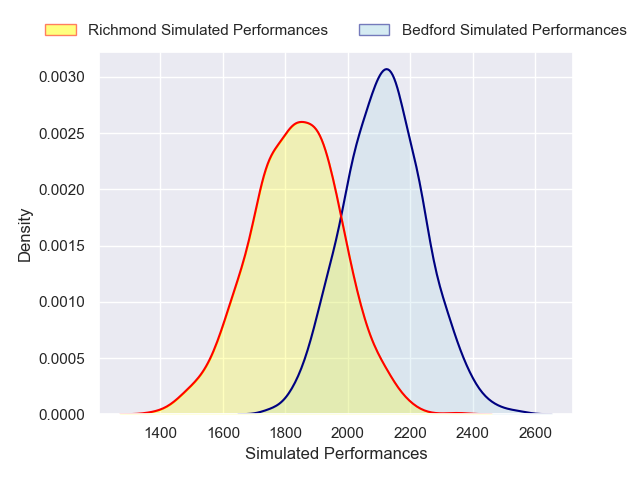 Richmond Simulated Performances Bedford Simulated Performances
0.0030
0.0025
0.0020
0.0015
0.0010
0.0005
0.0000
Density
1400 1600 1800 2000 2200 2400 2600
Simulated Performances